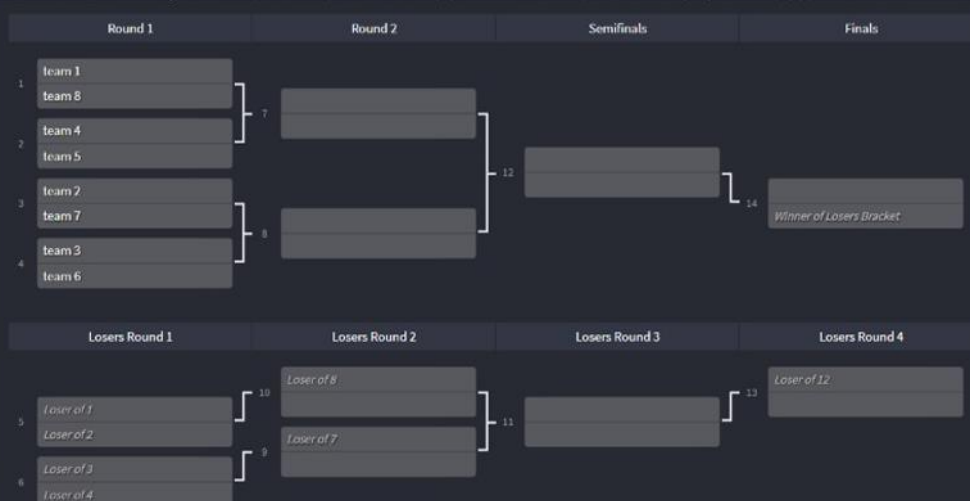 Round 1 Round 2 Semifinals Finals
1
team 1
team 8
2
team 4
team 5
3
team 2
team 7
4
team 3
team 6
7
8
12
14
Winner of Losers Bracket
Losers Round 1 Losers Round 2 Losers Round 3 Losers Round 4
5
Loser of 1
Loser of 2
6
Loser of 3
Loser of 4
10
Loser of 8
9
Loser of 7
11
13
Loser of 12